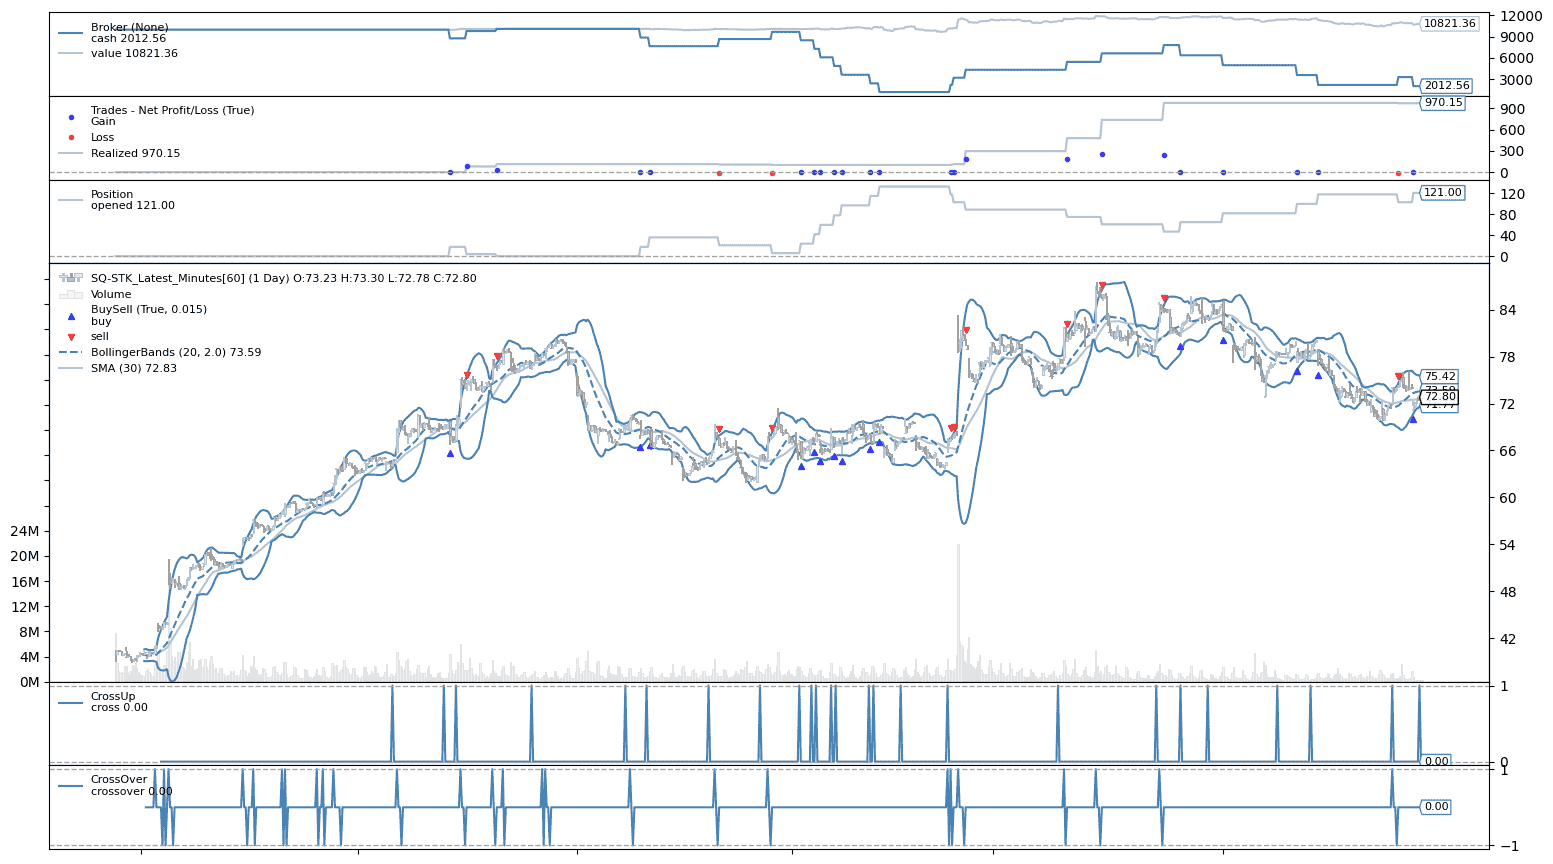 Broker (None)
cash 2012.56
value 10821.36
10821.36
2012.56
12000
9000
6000
3000
Trades - Net Profit/Loss (True)
Gain
Loss
Realized 970.15
970.15
900
600
300
0
Position
opened 121.00
121.00
120
80
40
0
SQ-STK_Latest_Minutes[60] (1 Day) O:73.23 H:73.30 L:72.78 C:72.80
Volume
BuySell (True, 0.015)
buy
sell
BollingerBands (20, 2.0) 73.59
SMA (30) 72.83
84
78
72
66
60
54
48
42
75.42
72.80
24M
20M
16M
12M
8M
4M
0M
CrossUp
cross 0.00
1
0
0.00
CrossOver
crossover 0.00
1
0.00
−1